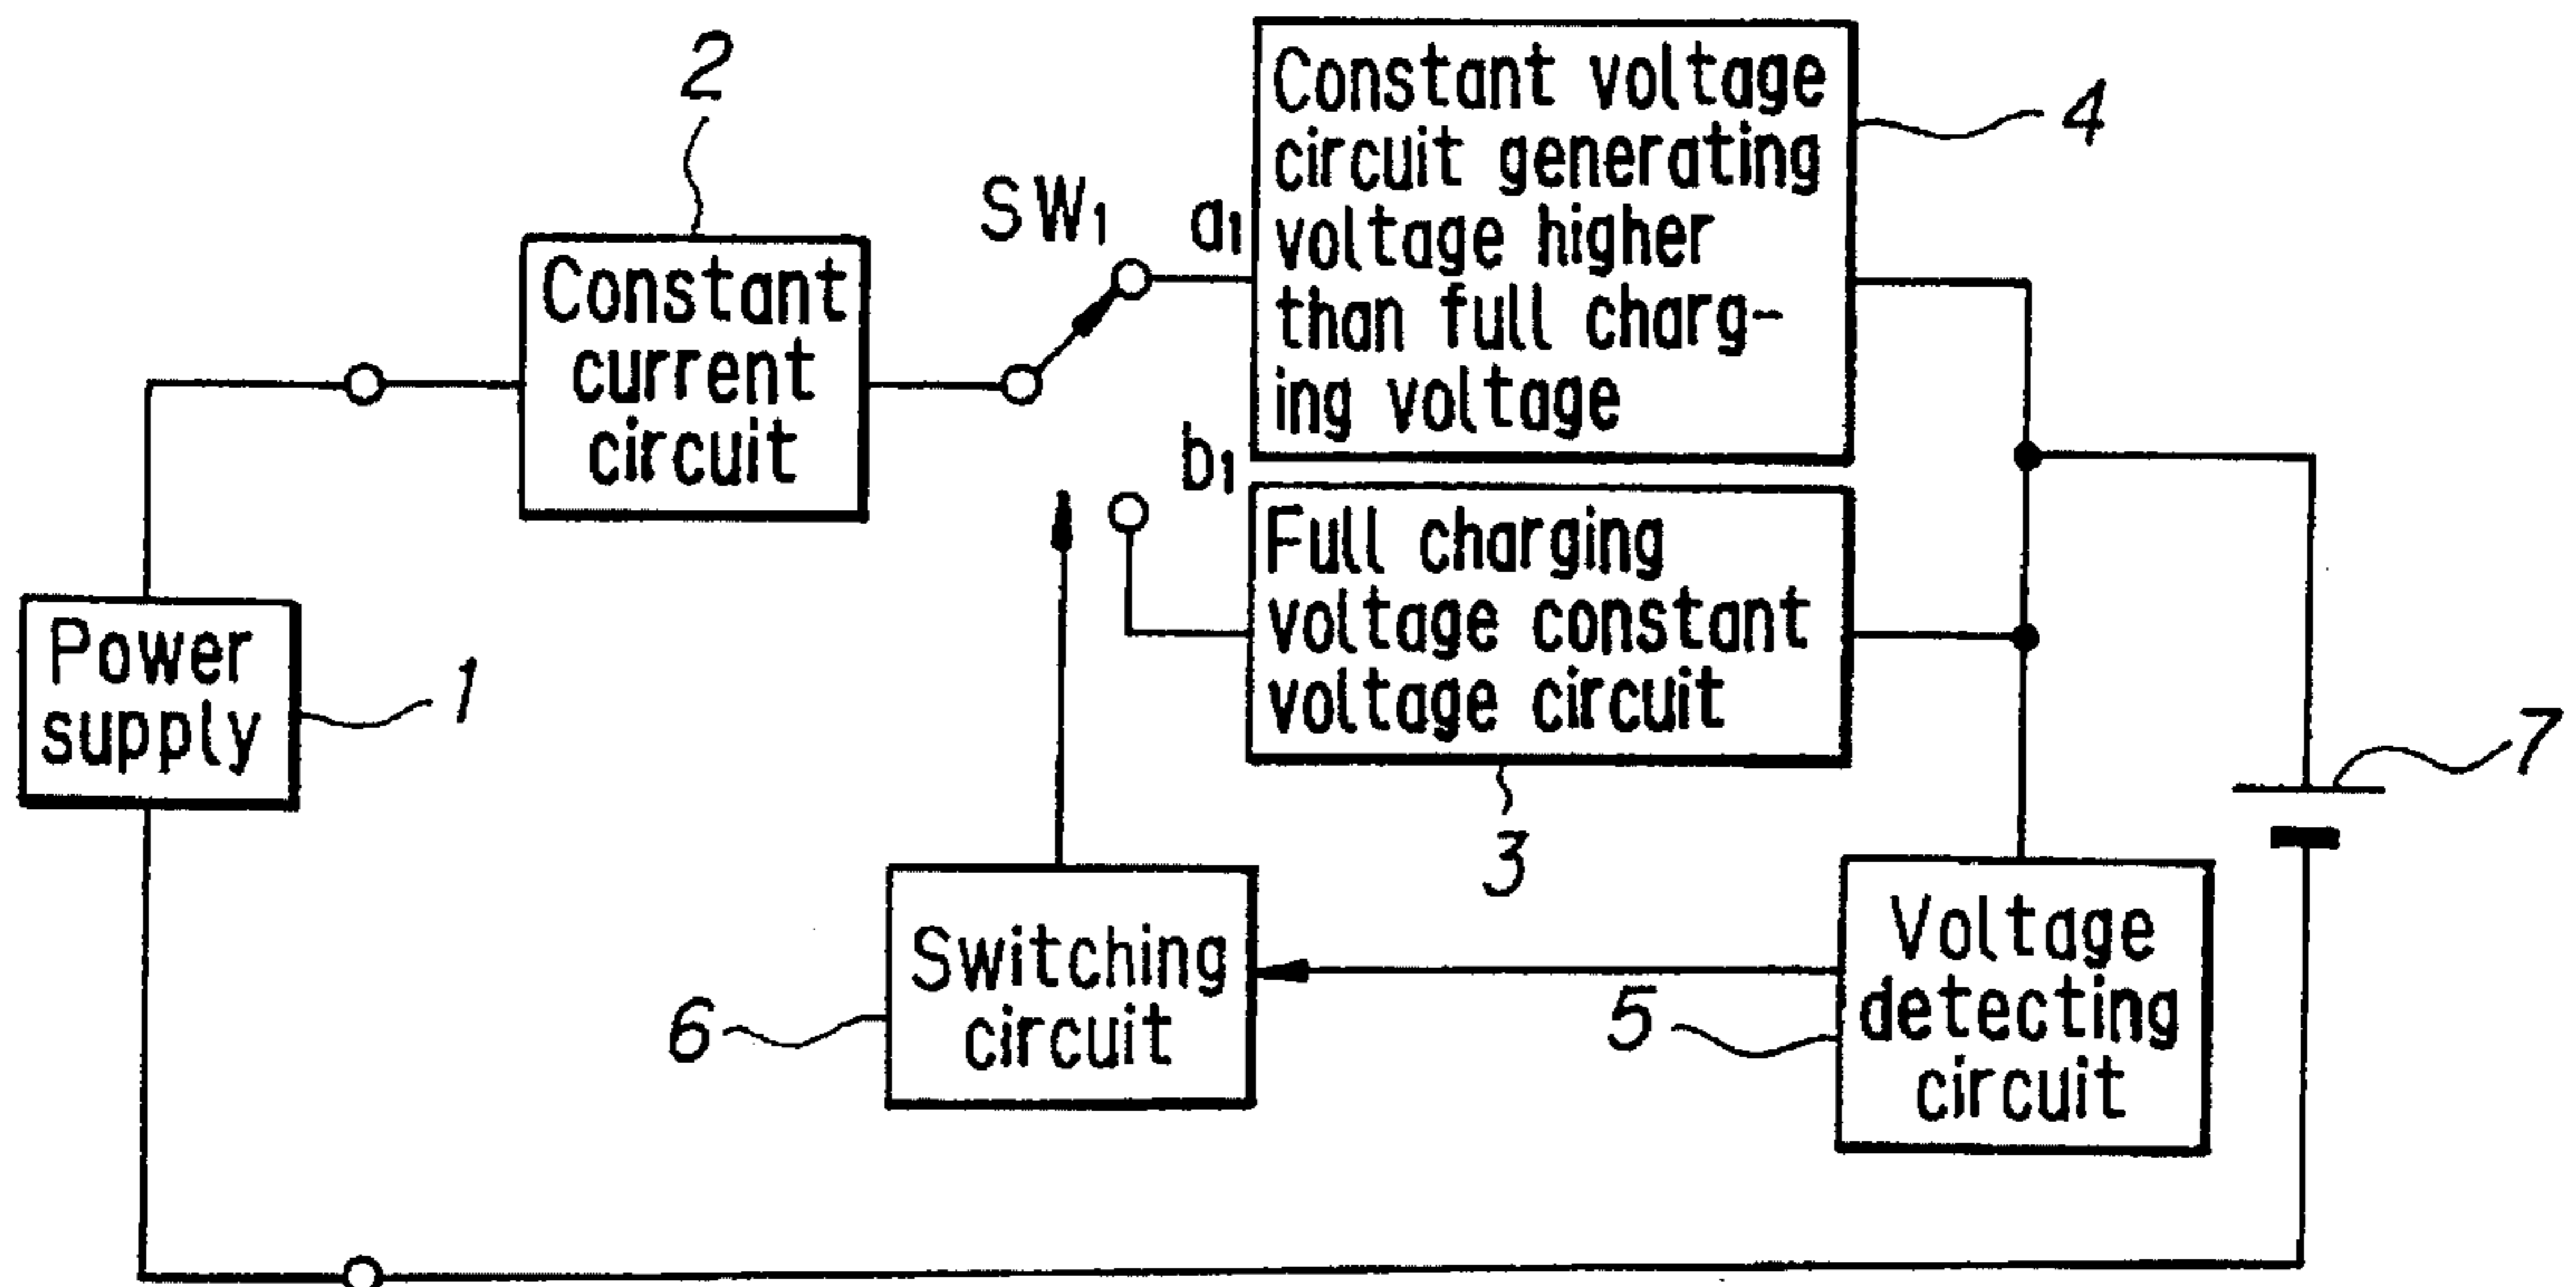 2
Constant voltage
circuit generating
voltage higher
than full charg-
ing voltage
4
SW1
a1
Constant
current
circuit
b1
Full charging
voltage constant
voltage circuit
3
Power
supply
1
7
Switching
circuit
6
5
Voltage
detecting
circuit